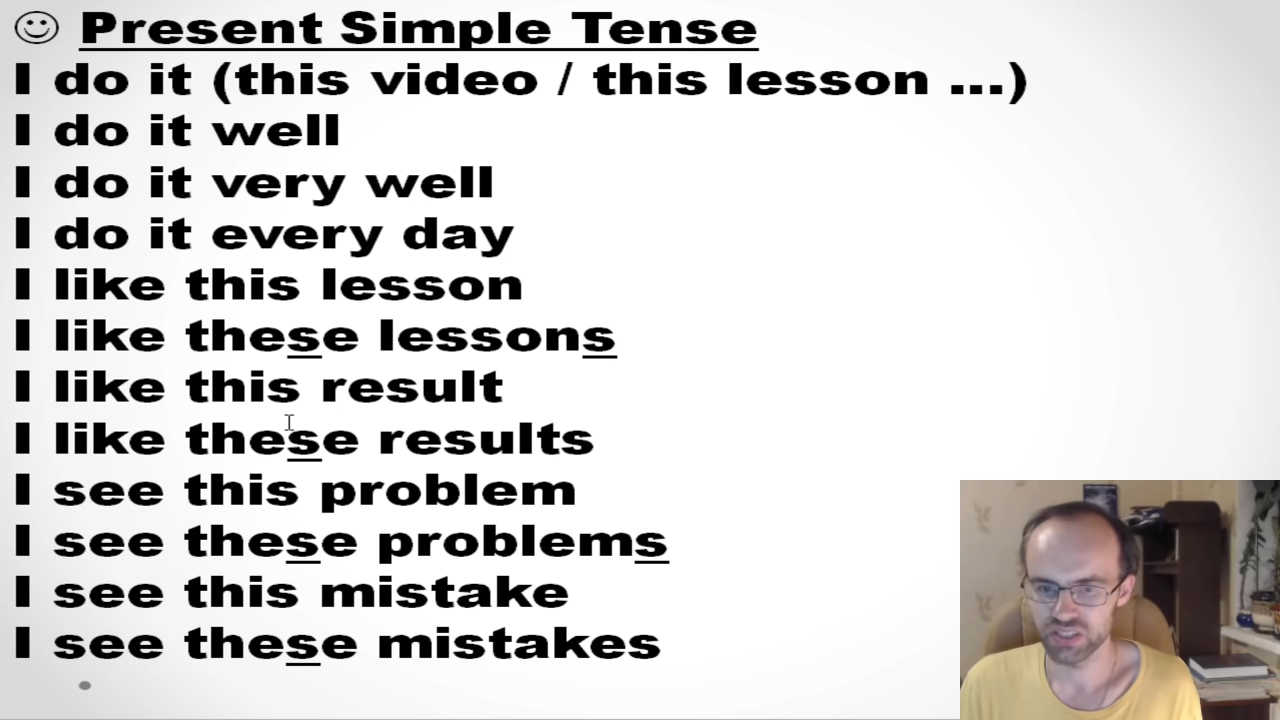 ☺ Present Simple Tense
I do it (this video / this lesson ...)
I do it well
I do it very well
I do it every day
I like this lesson
I like these lessons
I like this result
I like these results
I see this problem
I see these problems
I see this mistake
I see these mistakes